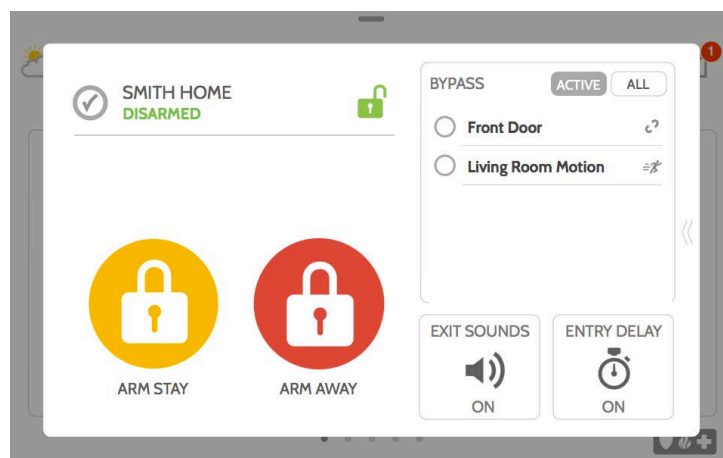 SMITH HOME
DISARMED
ARM STAY
ARM AWAY
BYPASS
ACTIVE
ALL
Front Door
Living Room Motion
EXIT SOUNDS
ON
ENTRY DELAY
ON
1